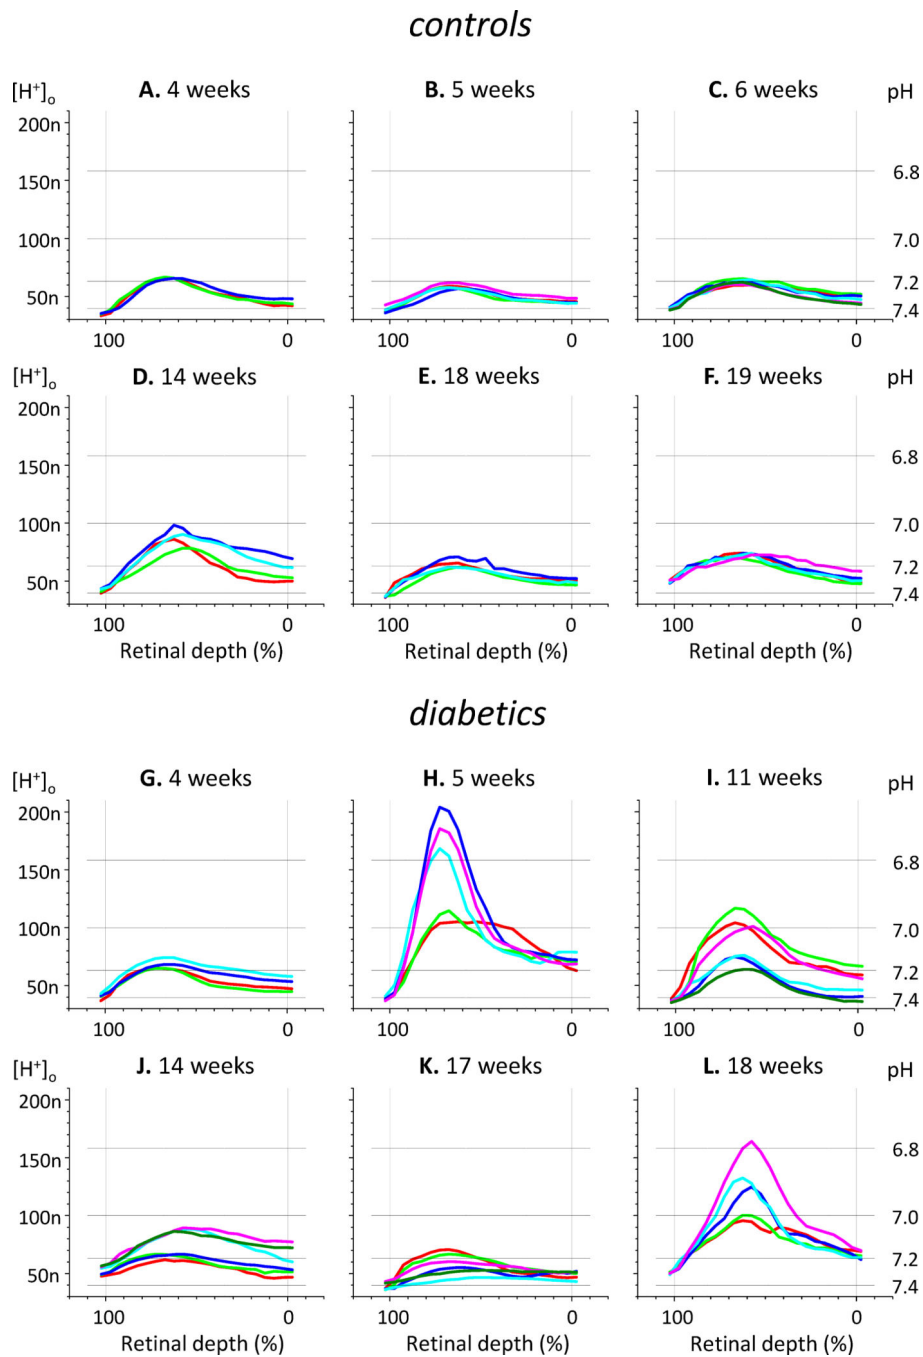 controls
[H⁺]ₒ A. 4 weeks B. 5 weeks C. 6 weeks pH
200n
150n 6.8
100n 7.0
7.2
50n 7.4
100 0 100 0 100 0
[H⁺]ₒ D. 14 weeks E. 18 weeks F. 19 weeks
200n
150n 6.8
100n 7.0
7.2
50n 7.4
100 0 100 0 100 0
Retinal depth (%) Retinal depth (%) Retinal depth (%)
diabetics
[H⁺]ₒ G. 4 weeks H. 5 weeks I. 11 weeks pH
200n
150n 6.8
100n 7.0
7.2
50n 7.4
100 0 100 0 100 0
[H⁺]ₒ J. 14 weeks K. 17 weeks L. 18 weeks pH
200n
150n 6.8
100n 7.0
7.2
50n 7.4
100 0 100 0 100 0
Retinal depth (%) Retinal depth (%) Retinal depth (%)